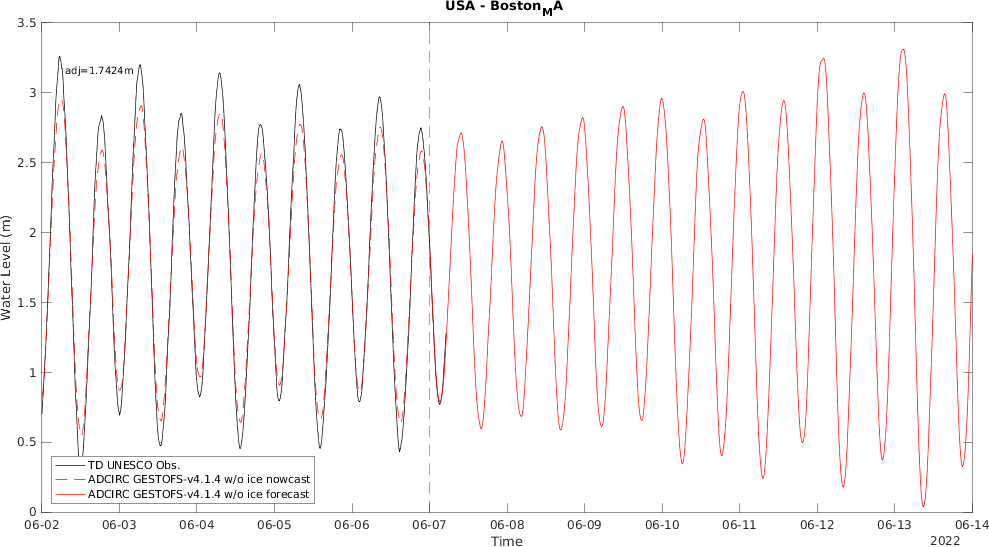 USA - Boston_MA
3.5
adj=1.7424m
3
2.5
2
1.5
1
0.5
0
Water Level (m)
TD UNESCO Obs.
ADCIRC GESTOFS-v4.1.4 w/o ice nowcast
ADCIRC GESTOFS-v4.1.4 w/o ice forecast
06-02 06-03 06-04 06-05 06-06 06-07 06-08 06-09 06-10 06-11 06-12 06-13 06-14
Time
2022